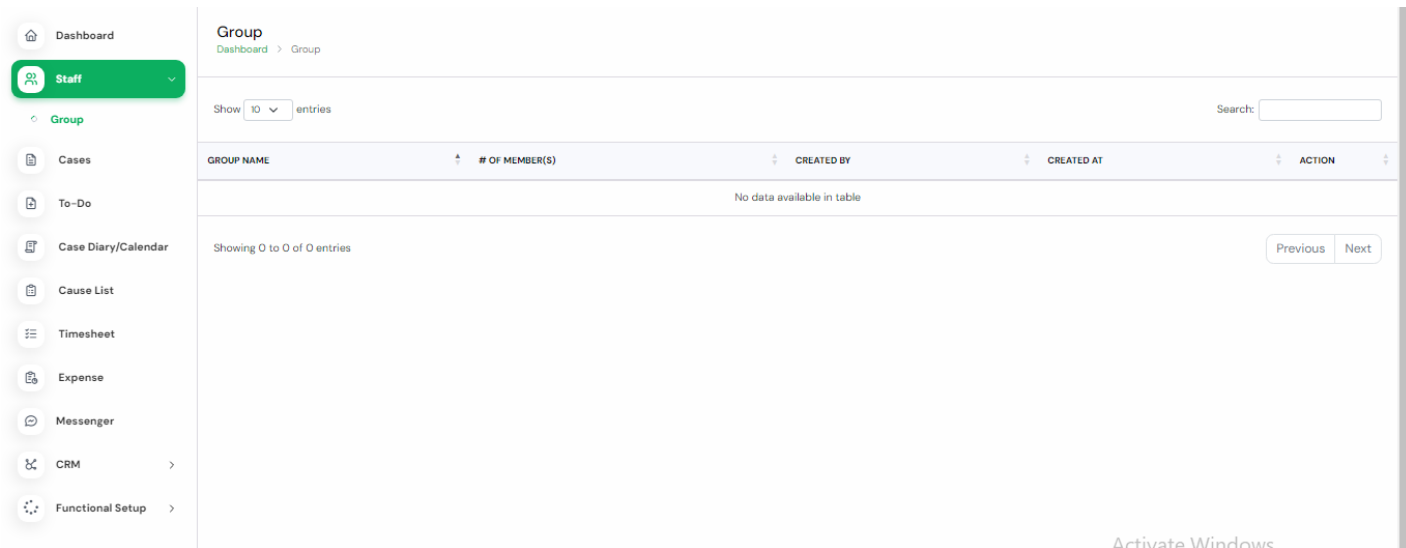 Dashboard
Staff
Group
Cases
To-Do
Case Diary/Calendar
Cause List
Timesheet
Expense
Messenger
CRM
Functional Setup
Group
Dashboard > Group
Show 10 entries
Search:
GROUP NAME # OF MEMBER(S) CREATED BY CREATED AT ACTION
No data available in table
Showing 0 to 0 of 0 entries
Previous Next
Activate Windows